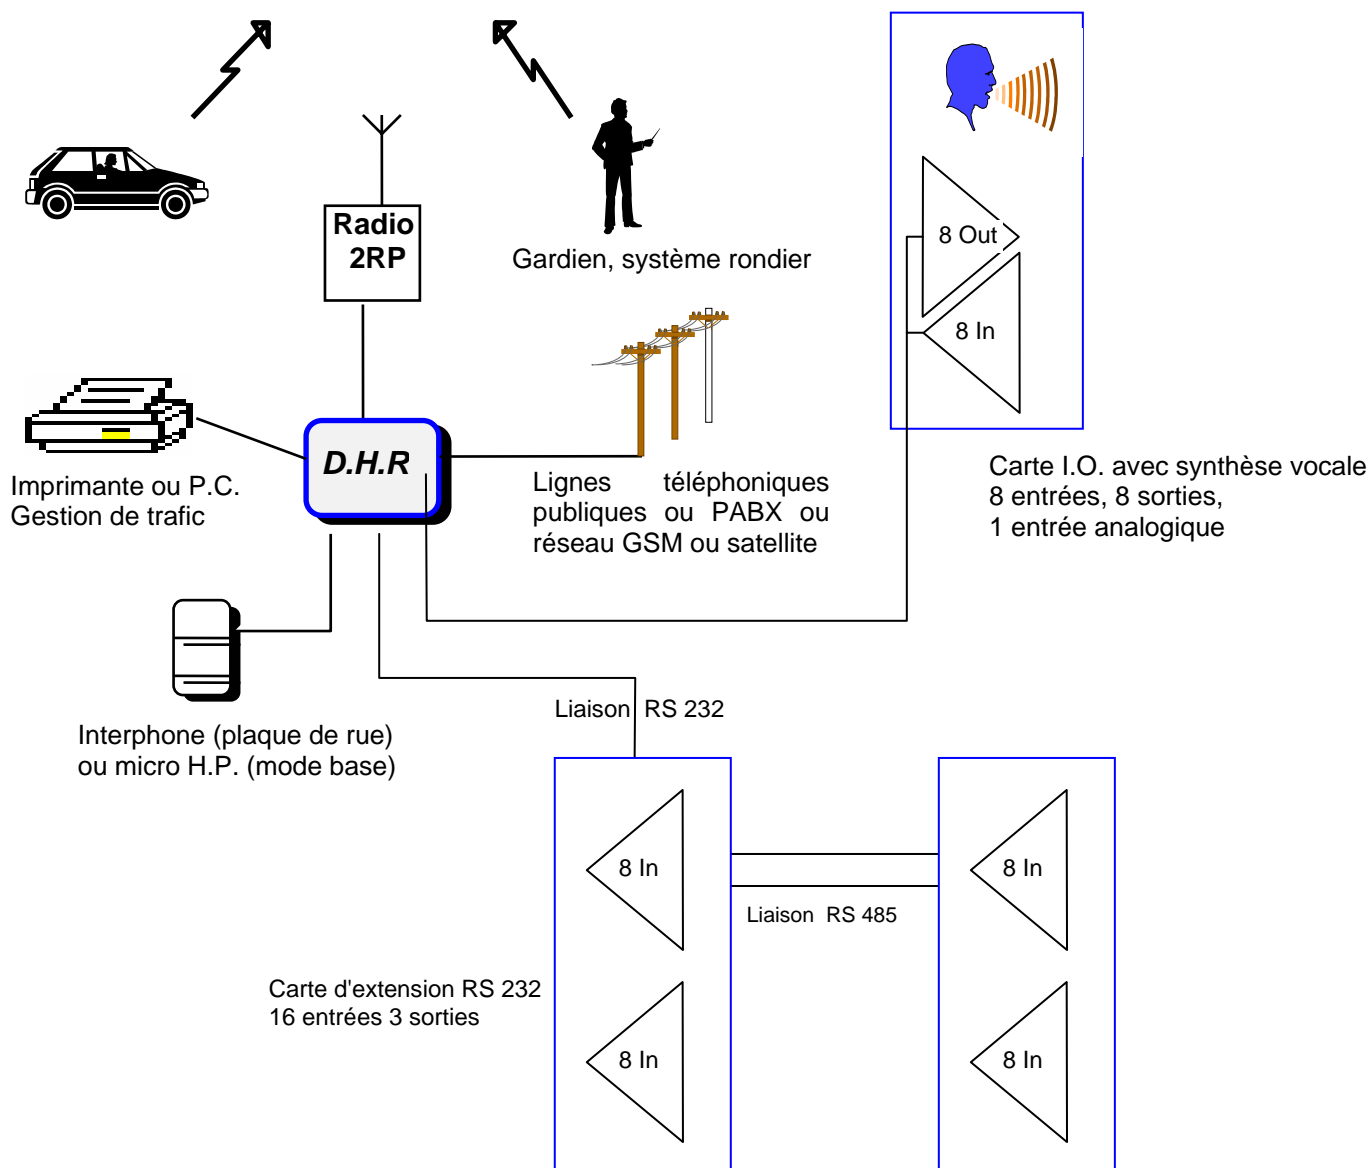 Radio
2RP
Gardien, système rondier
8 Out
8 In
D.H.R
Imprimante ou P.C.
Gestion de trafic
Lignes téléphoniques
publiques ou PABX ou
réseau GSM ou satellite
Carte I.O. avec synthèse vocale
8 entrées, 8 sorties,
1 entrée analogique
Interphone (plaque de rue)
ou micro H.P. (mode base)
Liaison RS 232
8 In
8 In
Liaison RS 485
Carte d'extension RS 232
16 entrées 3 sorties
8 In
8 In